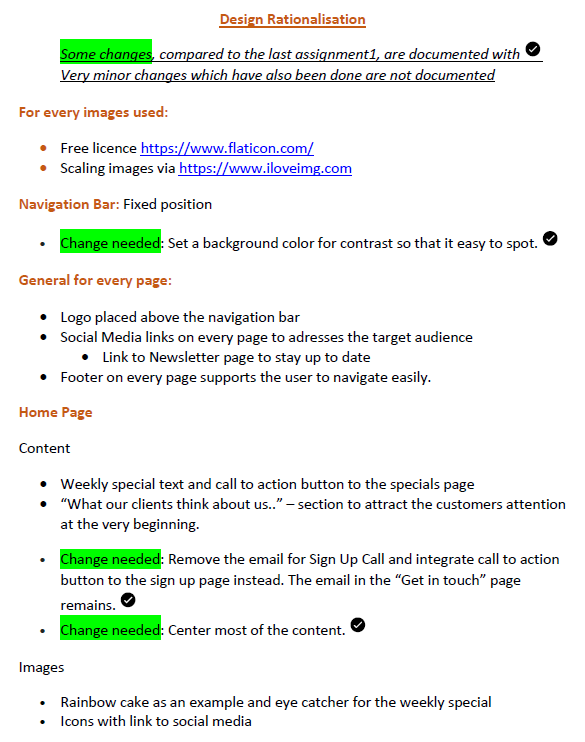 Design Rationalisation
Some changes, compared to the last assignment1, are documented with
Very minor changes which have also been done are not documented
For every images used:
• Free licence https://www.flaticon.com/
• Scaling images via https://www.iloveimg.com
Navigation Bar: Fixed position
• Change needed: Set a background color for contrast so that it easy to spot.
General for every page:
• Logo placed above the navigation bar
• Social Media links on every page to adresses the target audience
• Link to Newsletter page to stay up to date
• Footer on every page supports the user to navigate easily.
Home Page
Content
• Weekly special text and call to action button to the specials page
• “What our clients think about us..” – section to attract the customers attention
at the very beginning.
• Change needed: Remove the email for Sign Up Call and integrate call to action
button to the sign up page instead. The email in the “Get in touch” page
remains.
• Change needed: Center most of the content.
Images
• Rainbow cake as an example and eye catcher for the weekly special
• Icons with link to social media